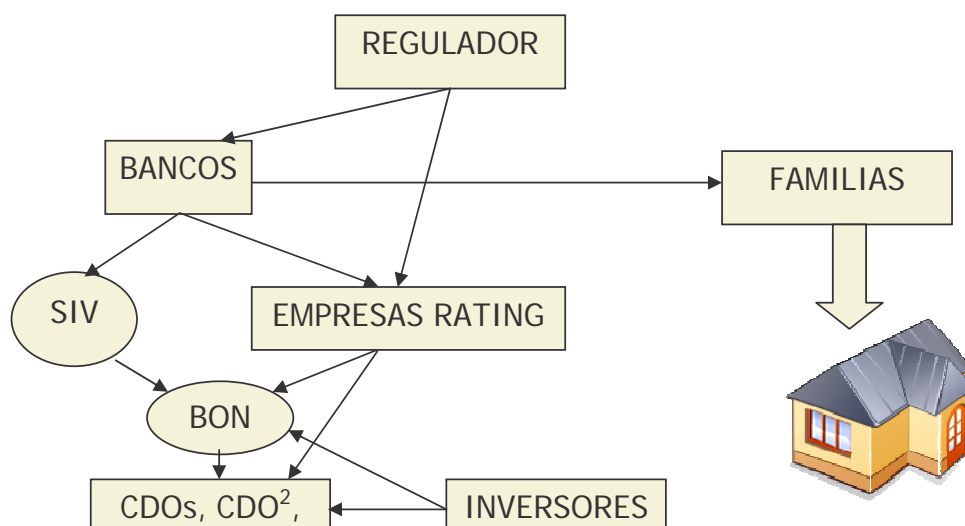 REGULADOR
BANCOS
FAMILIAS
SIV
EMPRESAS RATING
BON
CDOs, CDO²,
INVERSORES